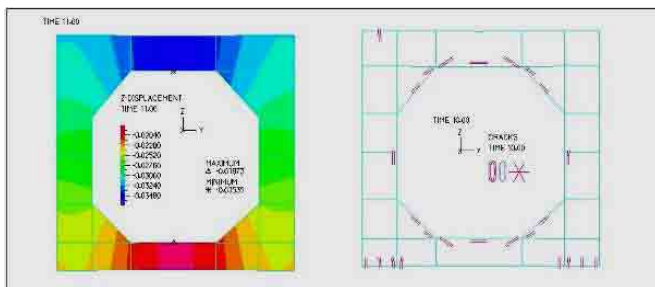 TIME 11.00
Z-DISPLACEMENT
TIME 11.00
Z
Y
-0.02040
-0.02280
-0.02520
-0.02760
-0.03000
-0.03240
-0.03480
MAXIMUM
MINIMUM
TIME 10.00
Z
Y
CRACKS
TIME 10.00